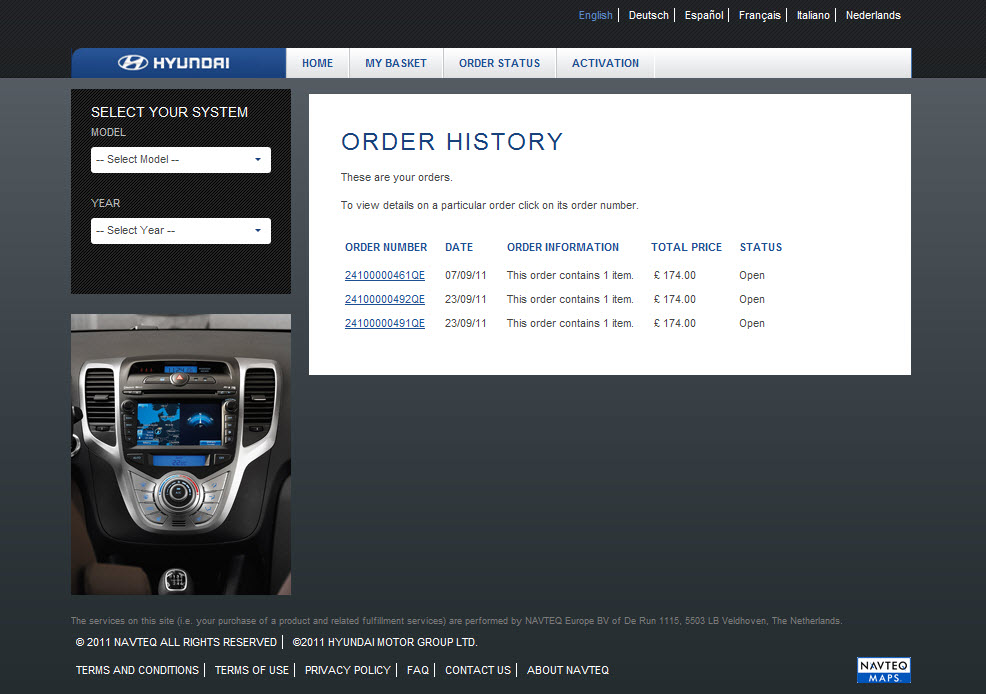 English | Deutsch | Español | Français | Italiano | Nederlands
HYUNDAI HOME MY BASKET ORDER STATUS ACTIVATION
SELECT YOUR SYSTEM
MODEL
-- Select Model --
YEAR
-- Select Year --
ORDER HISTORY
These are your orders.
To view details on a particular order click on its order number.
ORDER NUMBER DATE ORDER INFORMATION TOTAL PRICE STATUS
24100000461QE 07/09/11 This order contains 1 item. £ 174.00 Open
24100000492QE 23/09/11 This order contains 1 item. £ 174.00 Open
24100000491QE 23/09/11 This order contains 1 item. £ 174.00 Open
The services on this site (i.e. your purchase of a product and related fulfillment services) are performed by NAVTEQ Europe BV of De Run 1115, 5503 LB Veldhoven, The Netherlands.
© 2011 NAVTEQ ALL RIGHTS RESERVED | ©2011 HYUNDAI MOTOR GROUP LTD.
TERMS AND CONDITIONS | TERMS OF USE | PRIVACY POLICY | FAQ | CONTACT US | ABOUT NAVTEQ
NAVTEQ
MAPS